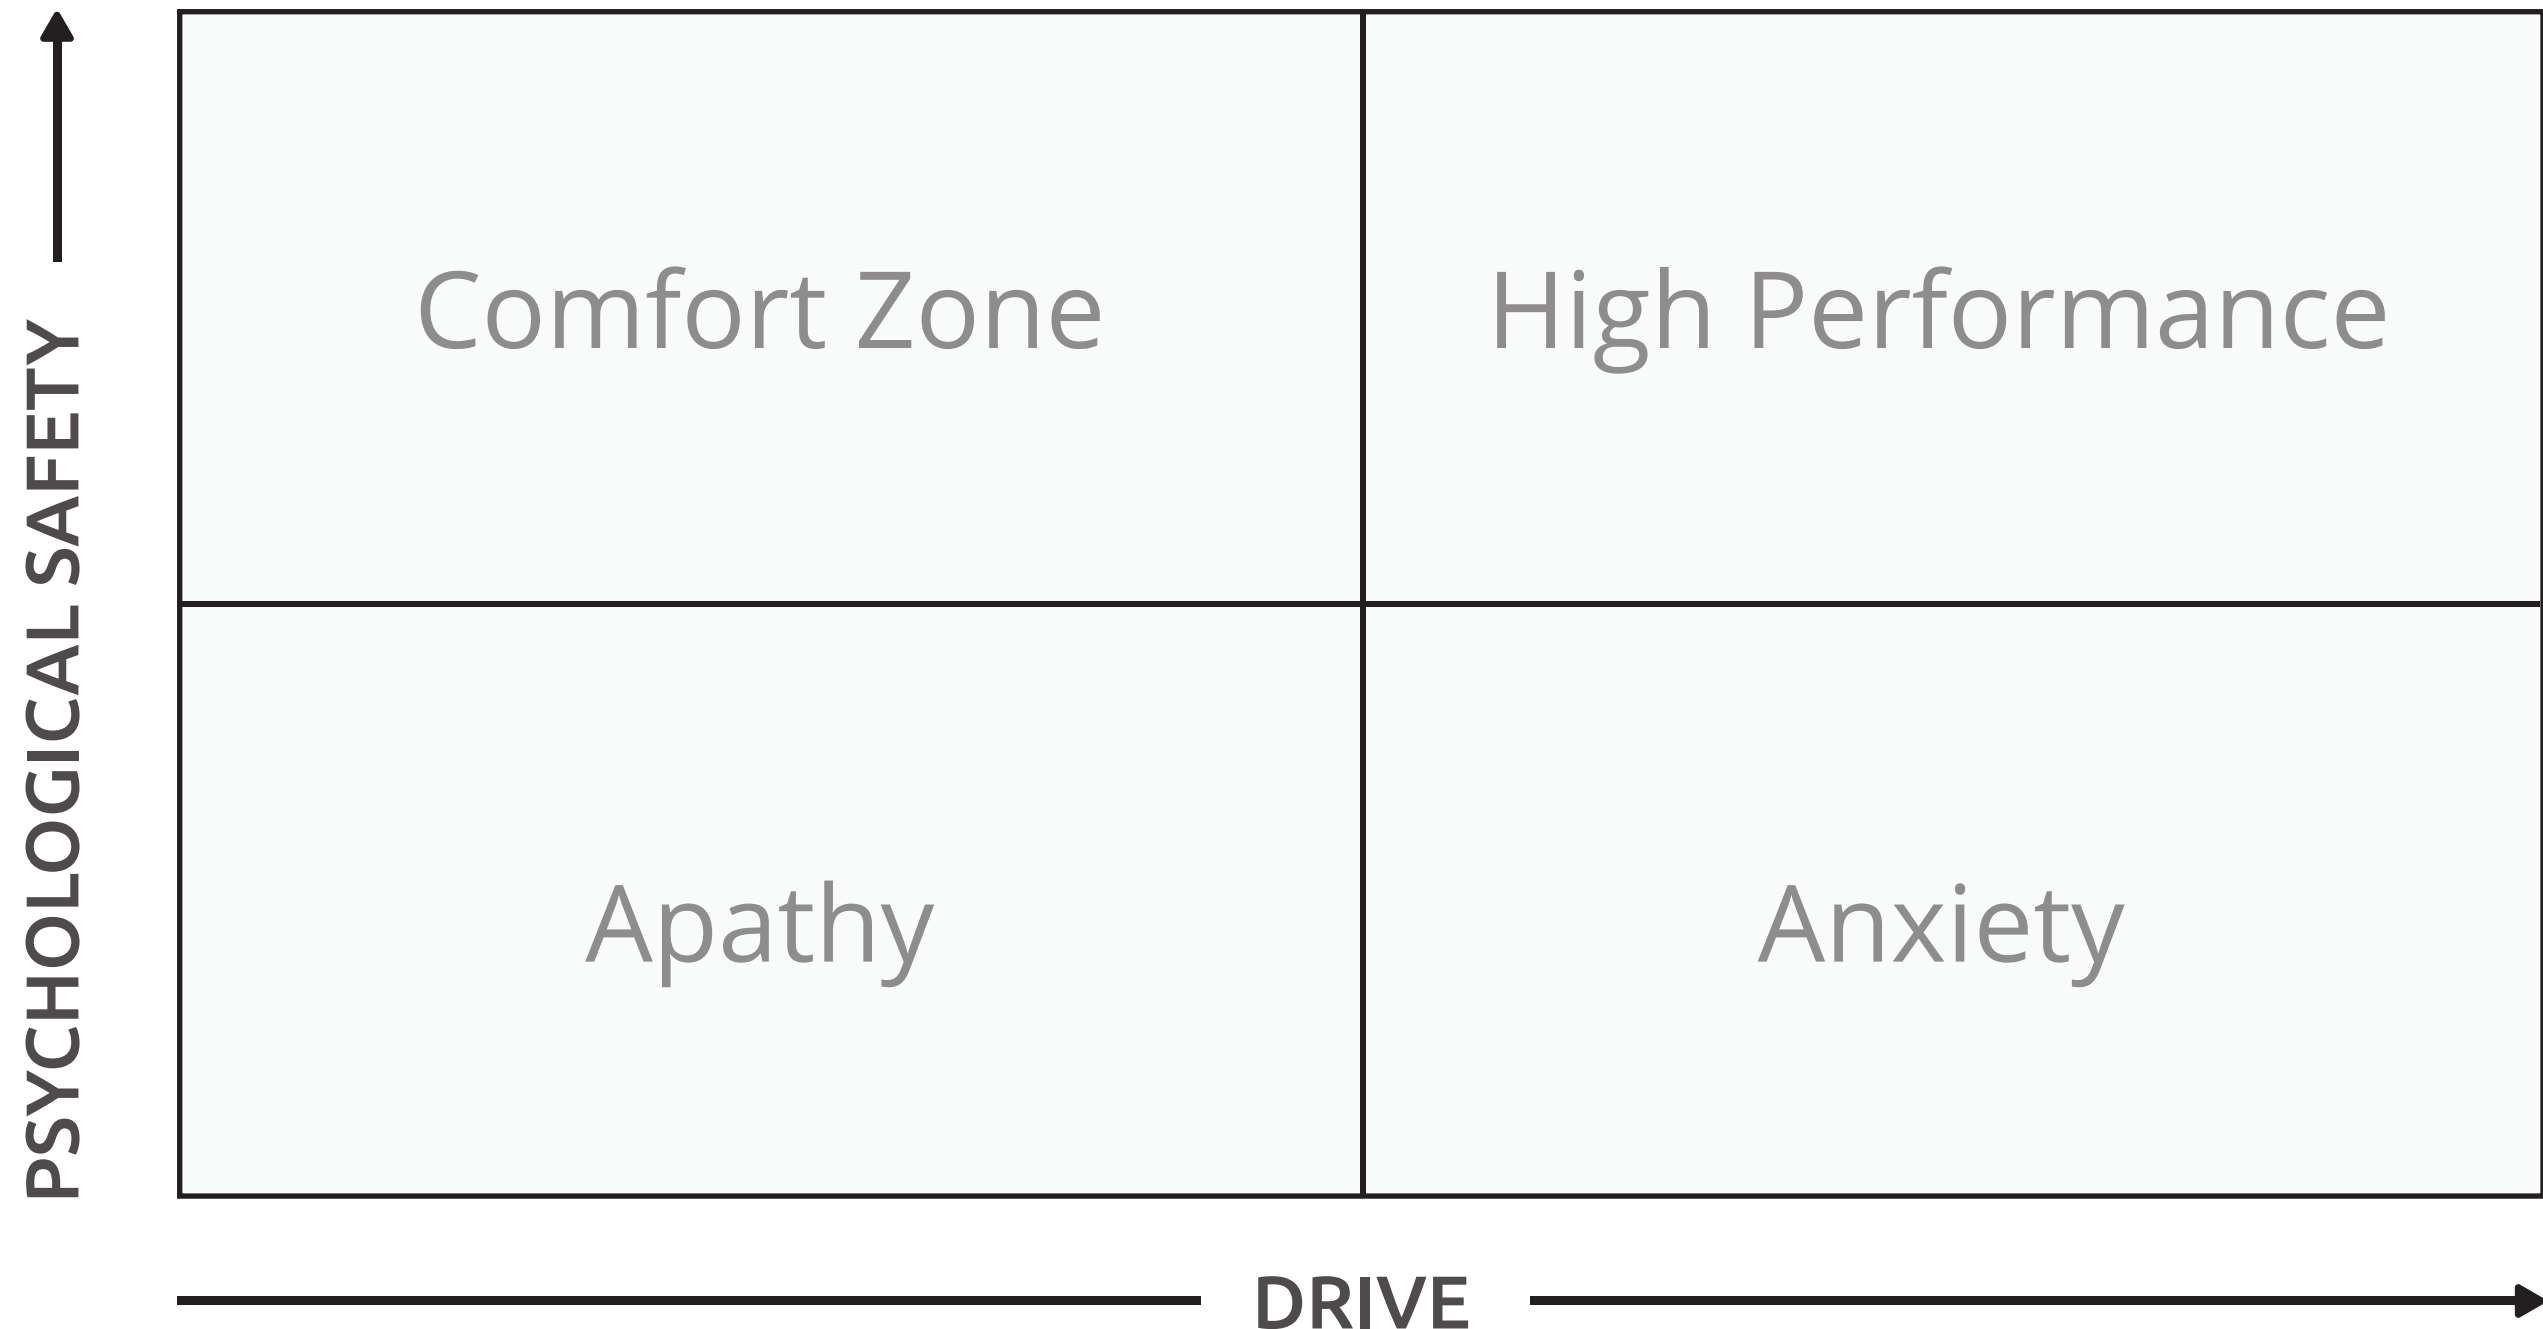 PSYCHOLOGICAL SAFETY
Comfort Zone
High Performance
Apathy
Anxiety
DRIVE